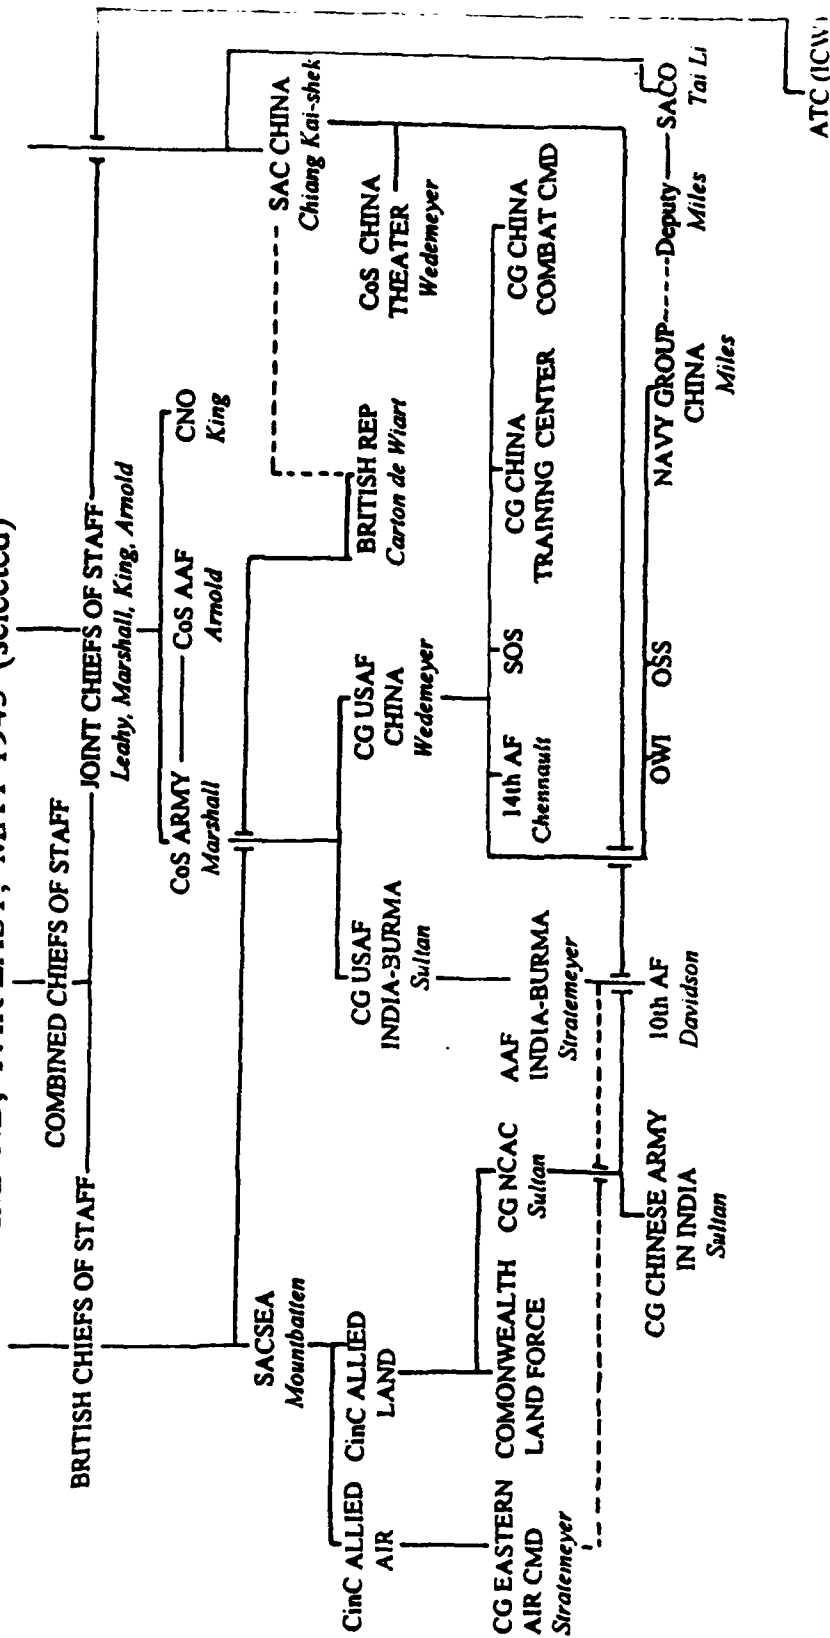 MAY 1945 (selected)
COMBINED CHIEFS OF STAFF
BRITISH CHIEFS OF STAFF
JOINT CHIEFS OF STAFF
Leahy, Marshall, King, Arnold
CoS ARMY
Marshall
CoS AAF
Arnold
CNO
King
SACSEA
Mountbatten
SAC CHINA
Chiang Kai-shek
CinC ALLIED
AIR
CinC ALLIED
LAND
CG USAF
INDIA-BURMA
Sultan
CG USAF
CHINA
Wedemeyer
BRITISH REP
Carton de Wiart
CoS CHINA
THEATER
Wedemeyer
CG EASTERN
AIR CMD
Stratemeyer
COMONWEALTH
LAND FORCE
CG NCAC
Sultan
AAF
INDIA-BURMA
Stratemeyer
14th AF
Chennault
SOS
CG CHINA
TRAINING CENTER
CG CHINA
COMBAT CMD
CG CHINESE ARMY
IN INDIA
Sultan
10th AF
Davidson
OWI
OSS
NAVY GROUP
CHINA
Miles
Deputy
Miles
SACO
Tai Li
ATC (ICW)